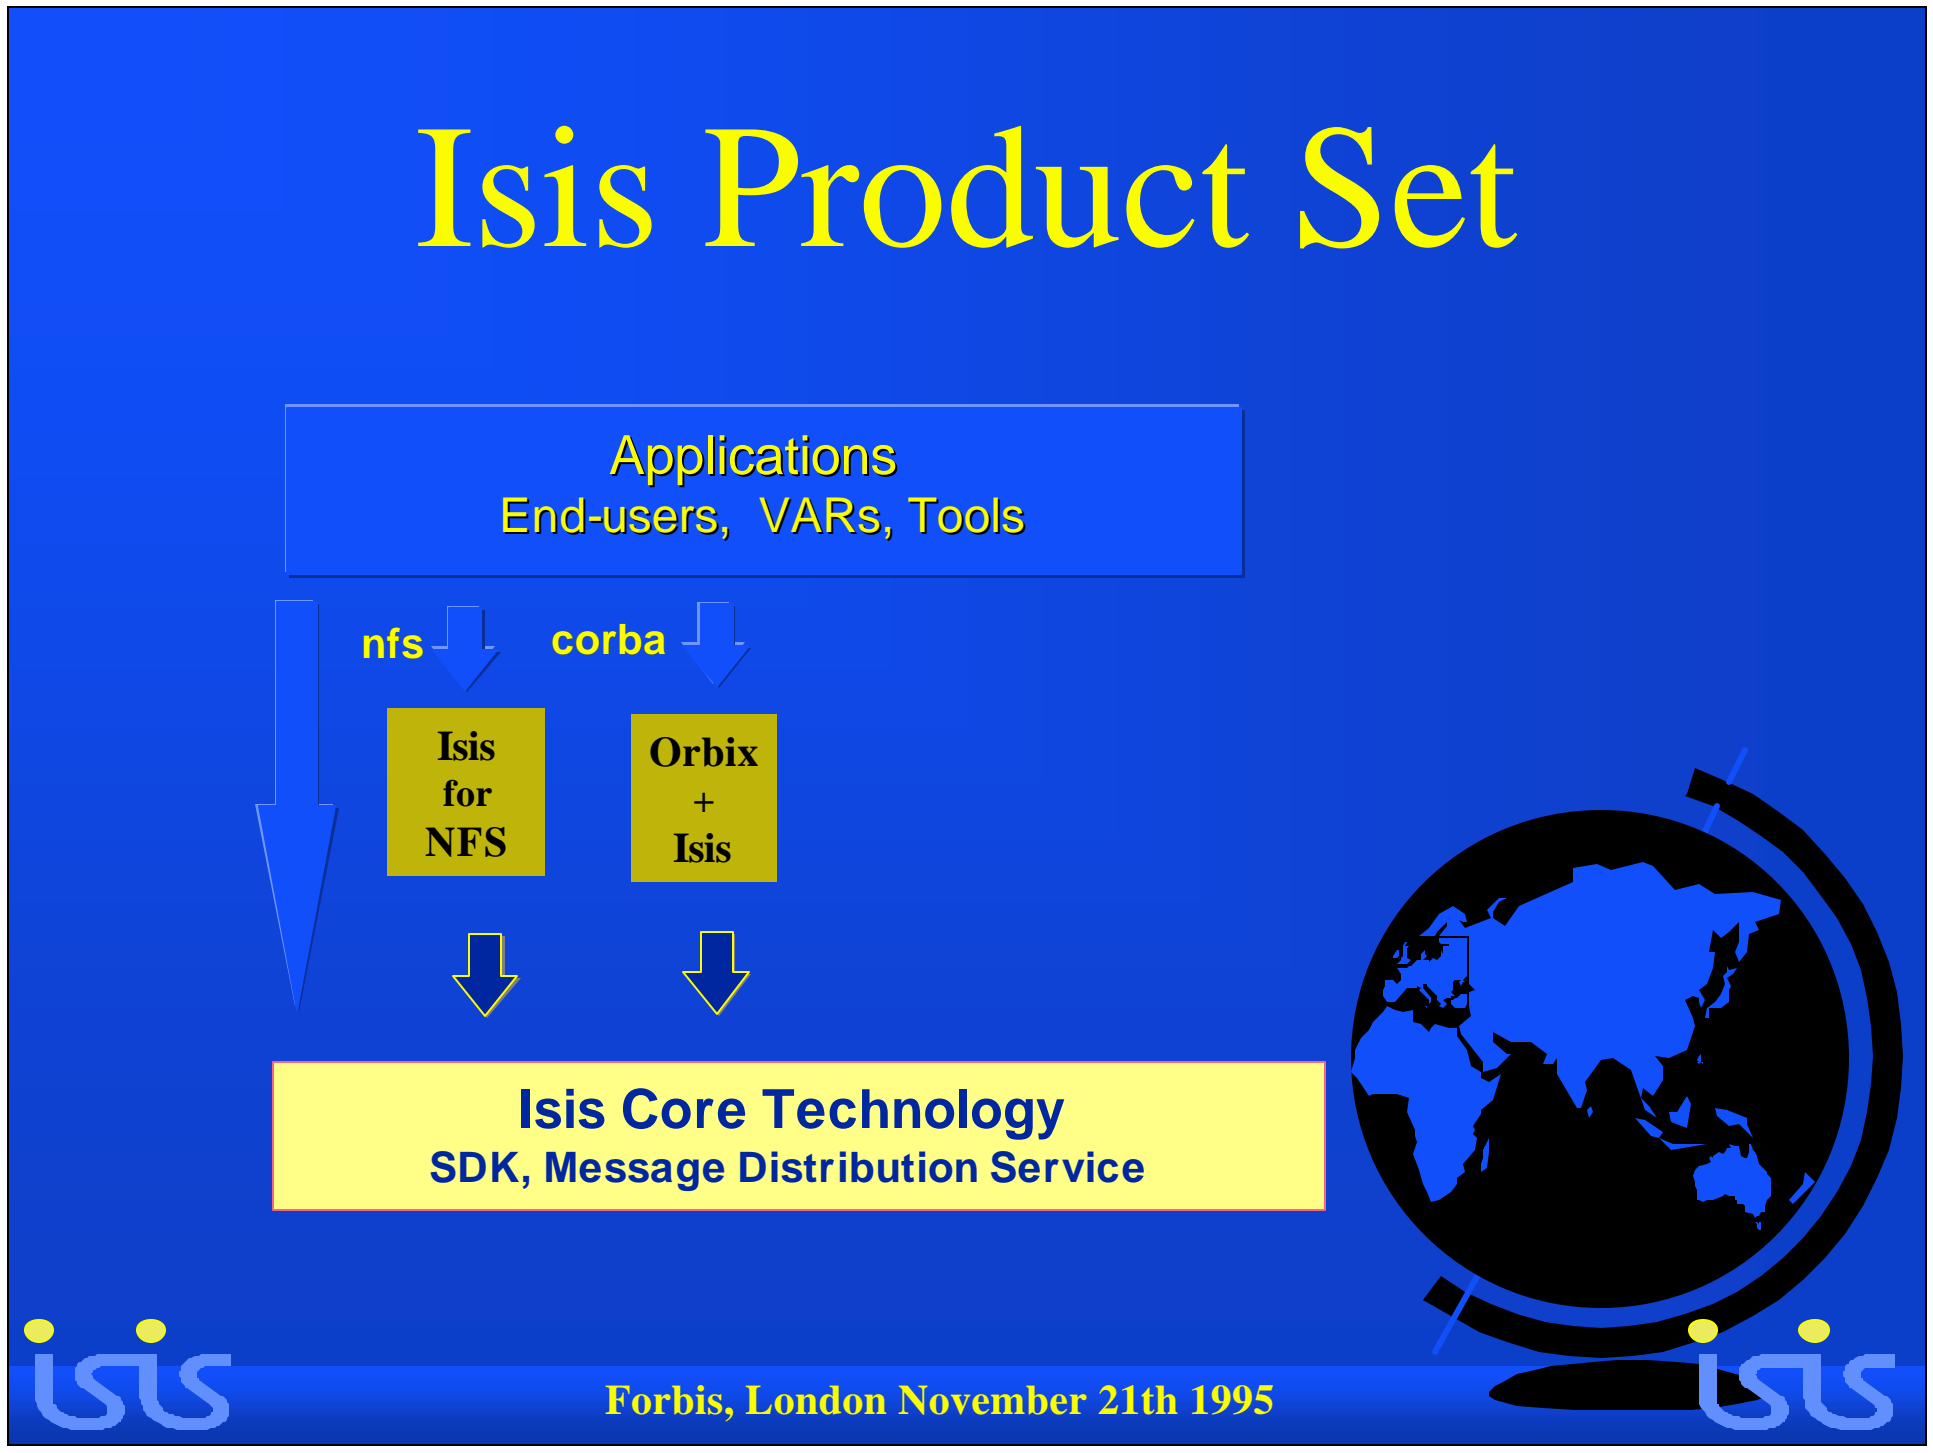 Isis Product Set
Applications
End-users, VARs, Tools
nfs
corba
Isis
for
NFS
Orbix
+
Isis
Isis Core Technology
SDK, Message Distribution Service
isis
Forbis, London November 21th 1995
isis